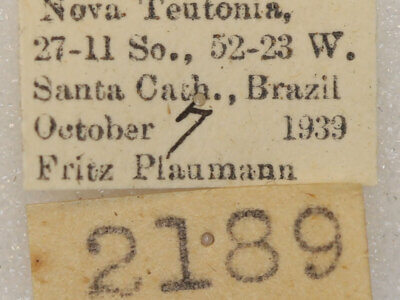 Nova Teutonia,
27-11 So., 52-23 W.
Santa Cath., Brazil
October 7 1939
Fritz Plaumann
2189